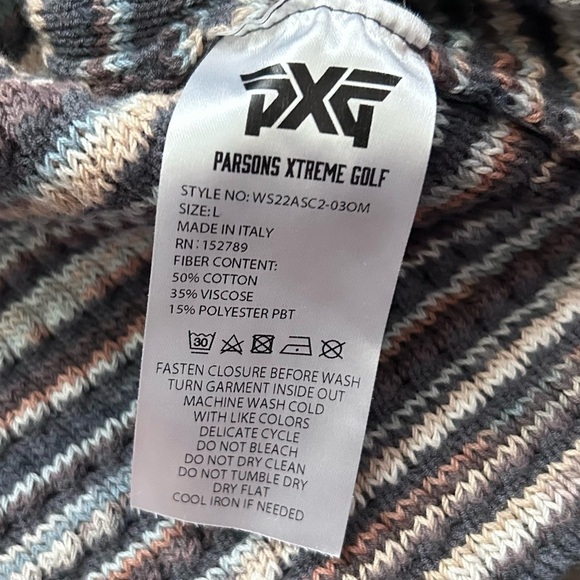 PXG
PARSONS XTREME GOLF
STYLE NO: WS22ASC2-03OM
SIZE: L
MADE IN ITALY
RN: 152789
FIBER CONTENT:
50% COTTON
35% VISCOSE
15% POLYESTER PBT
30
FASTEN CLOSURE BEFORE WASH
TURN GARMENT INSIDE OUT
MACHINE WASH COLD
WITH LIKE COLORS
DELICATE CYCLE
DO NOT BLEACH
DO NOT DRY CLEAN
DO NOT TUMBLE DRY
DRY FLAT
COOL IRON IF NEEDED